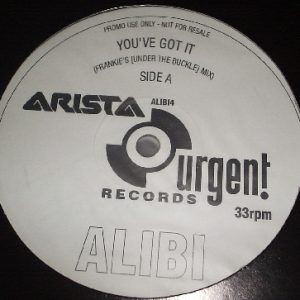 PROMO USE ONLY - NOT FOR RESALE
YOU'VE GOT IT
(FRANKIE'S [UNDER THE BUCKLE] MIX)
SIDE A
ARISTA
ALIBI4
urgent!
RECORDS
33rpm
ALIBI